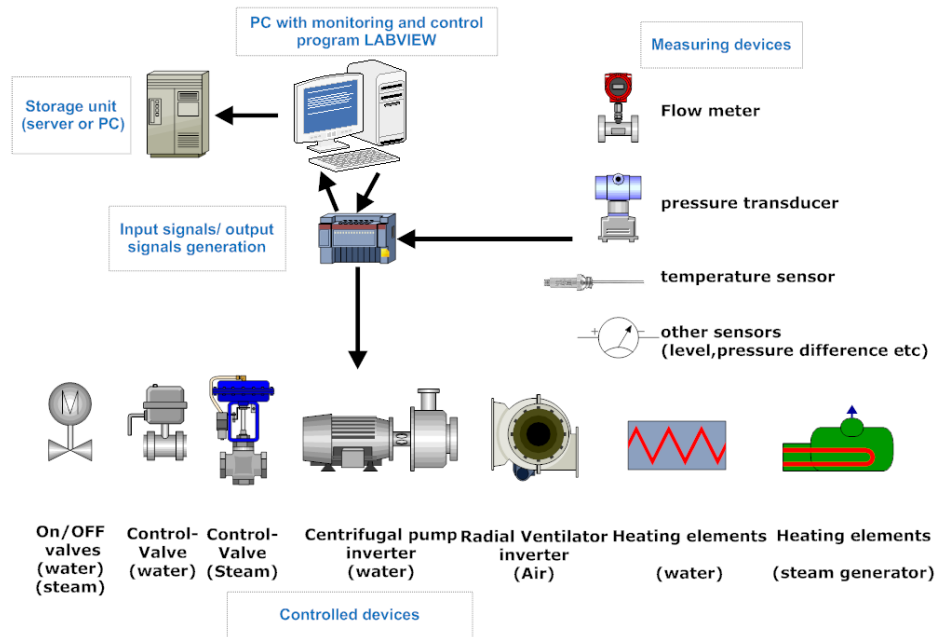 PC with monitoring and control
program LABVIEW
Measuring devices
Storage unit
(server or PC)
Flow meter
pressure transducer
Input signals/ output
signals generation
temperature sensor
other sensors
(level,pressure difference etc)
M
On/OFF
valves
(water)
(steam)
Control-
Valve
(water)
Control-
Valve
(Steam)
Centrifugal pump
inverter
(water)
Radial Ventilator
inverter
(Air)
Heating elements
(water)
Heating elements
(steam generator)
Controlled devices